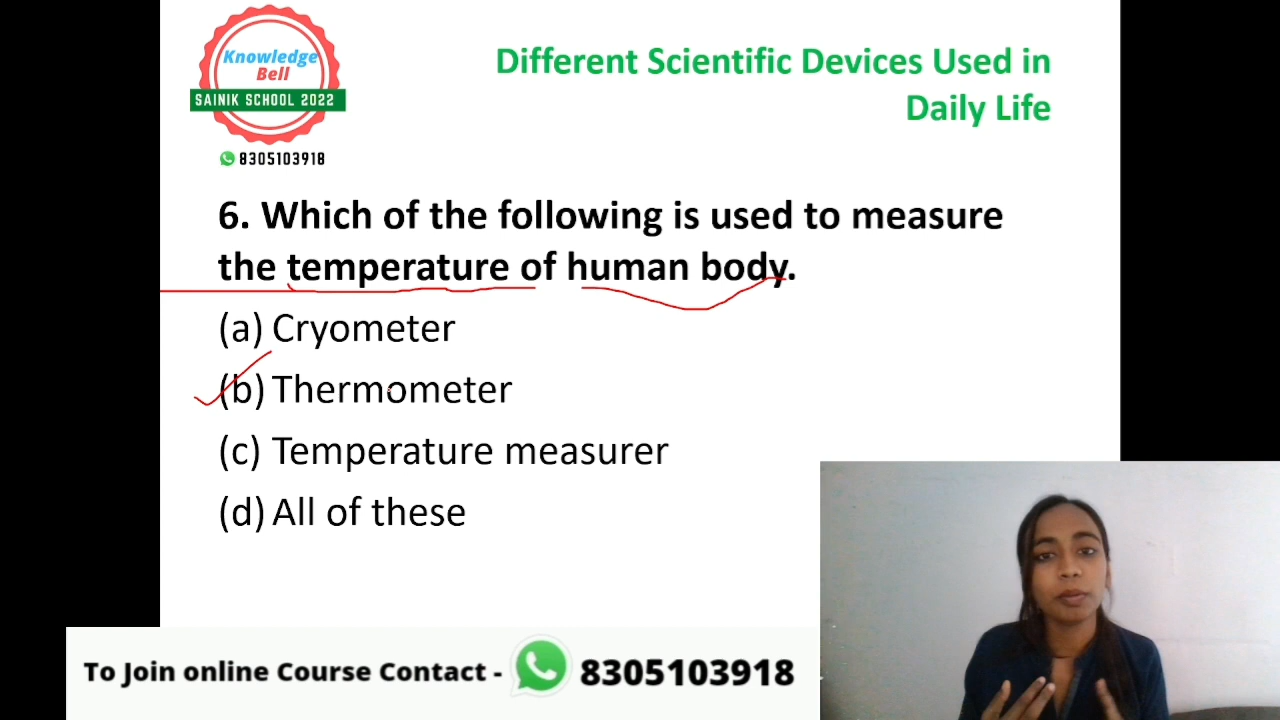 Knowledge
Bell
SAINIK SCHOOL 2022
8305103918
Different Scientific Devices Used in
Daily Life
6. Which of the following is used to measure
the temperature of human body.
(a) Cryometer
(b) Thermometer
(c) Temperature measurer
(d) All of these
To Join online Course Contact - 8305103918